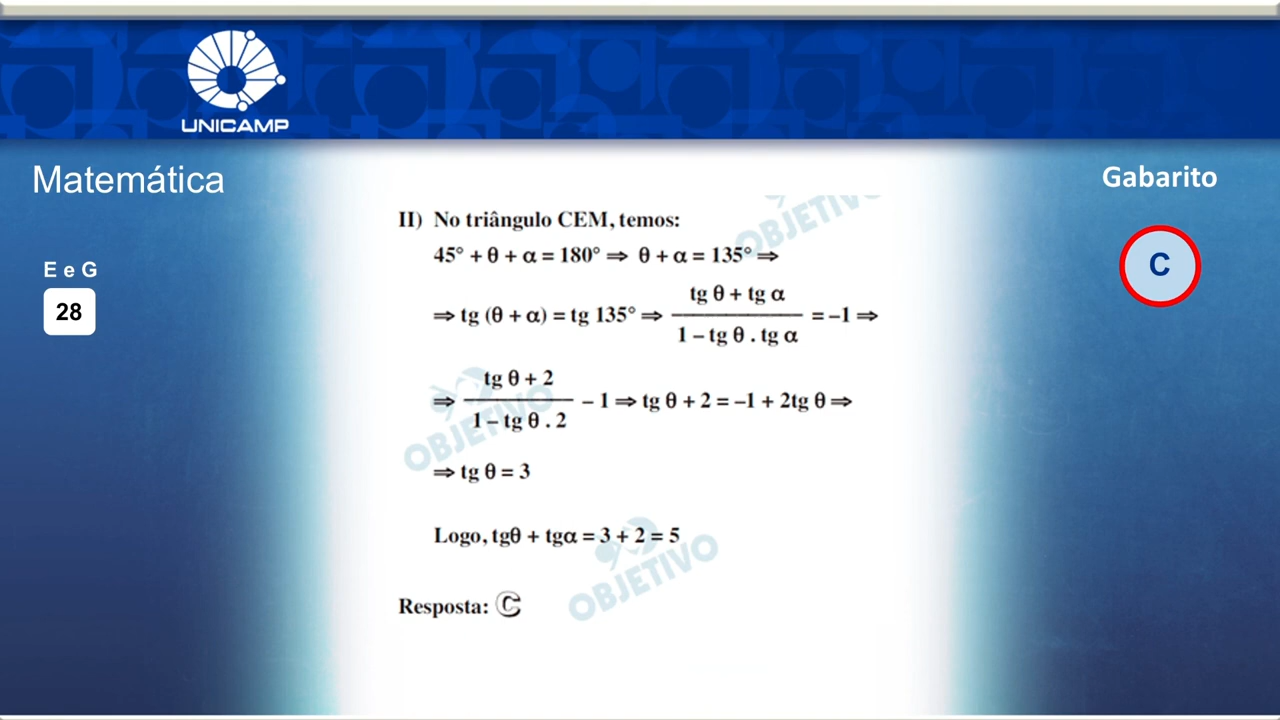 UNICAMP
Matemática
Gabarito
C
E e G
28
II) No triângulo CEM, temos:
45° + θ + α = 180° ⇒ θ + α = 135° ⇒
⇒ tg (θ + α) = tg 135° ⇒ (tg θ + tg α) / (1 – tg θ . tg α) = –1 ⇒
⇒ (tg θ + 2) / (1 – tg θ . 2) – 1 ⇒ tg θ + 2 = –1 + 2tg θ ⇒
⇒ tg θ = 3
Logo, tgθ + tgα = 3 + 2 = 5
Resposta: C
OBJETIVO
OBJETIVO
OBJETIVO